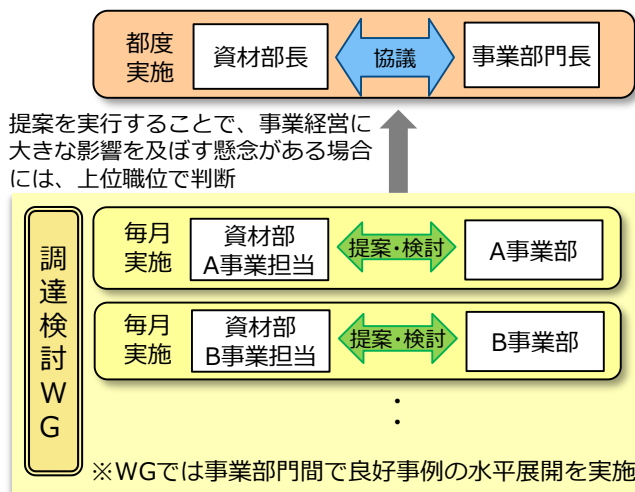 都度
実施
資材部長
協議
事業部門長
提案を実行することで、事業経営に
大きな影響を及ぼす懸念がある場合
には、上位職位で判断
調達検討WG
毎月
実施
資材部
A事業担当
提案・検討
A事業部
毎月
実施
資材部
B事業担当
提案・検討
B事業部
：
※WGでは事業部門間で良好事例の水平展開を実施